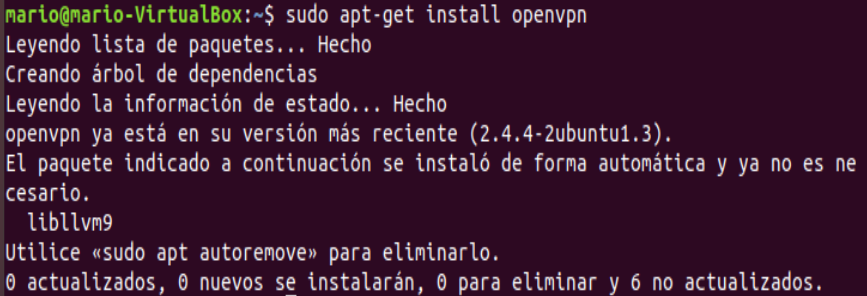 mario@mario-VirtualBox:~$ sudo apt-get install openvpn
Leyendo lista de paquetes... Hecho
Creando árbol de dependencias
Leyendo la información de estado... Hecho
openvpn ya está en su versión más reciente (2.4.4-2ubuntu1.3).
El paquete indicado a continuación se instaló de forma automática y ya no es ne
cesario.
  libllvm9
Utilice «sudo apt autoremove» para eliminarlo.
0 actualizados, 0 nuevos se instalarán, 0 para eliminar y 6 no actualizados.